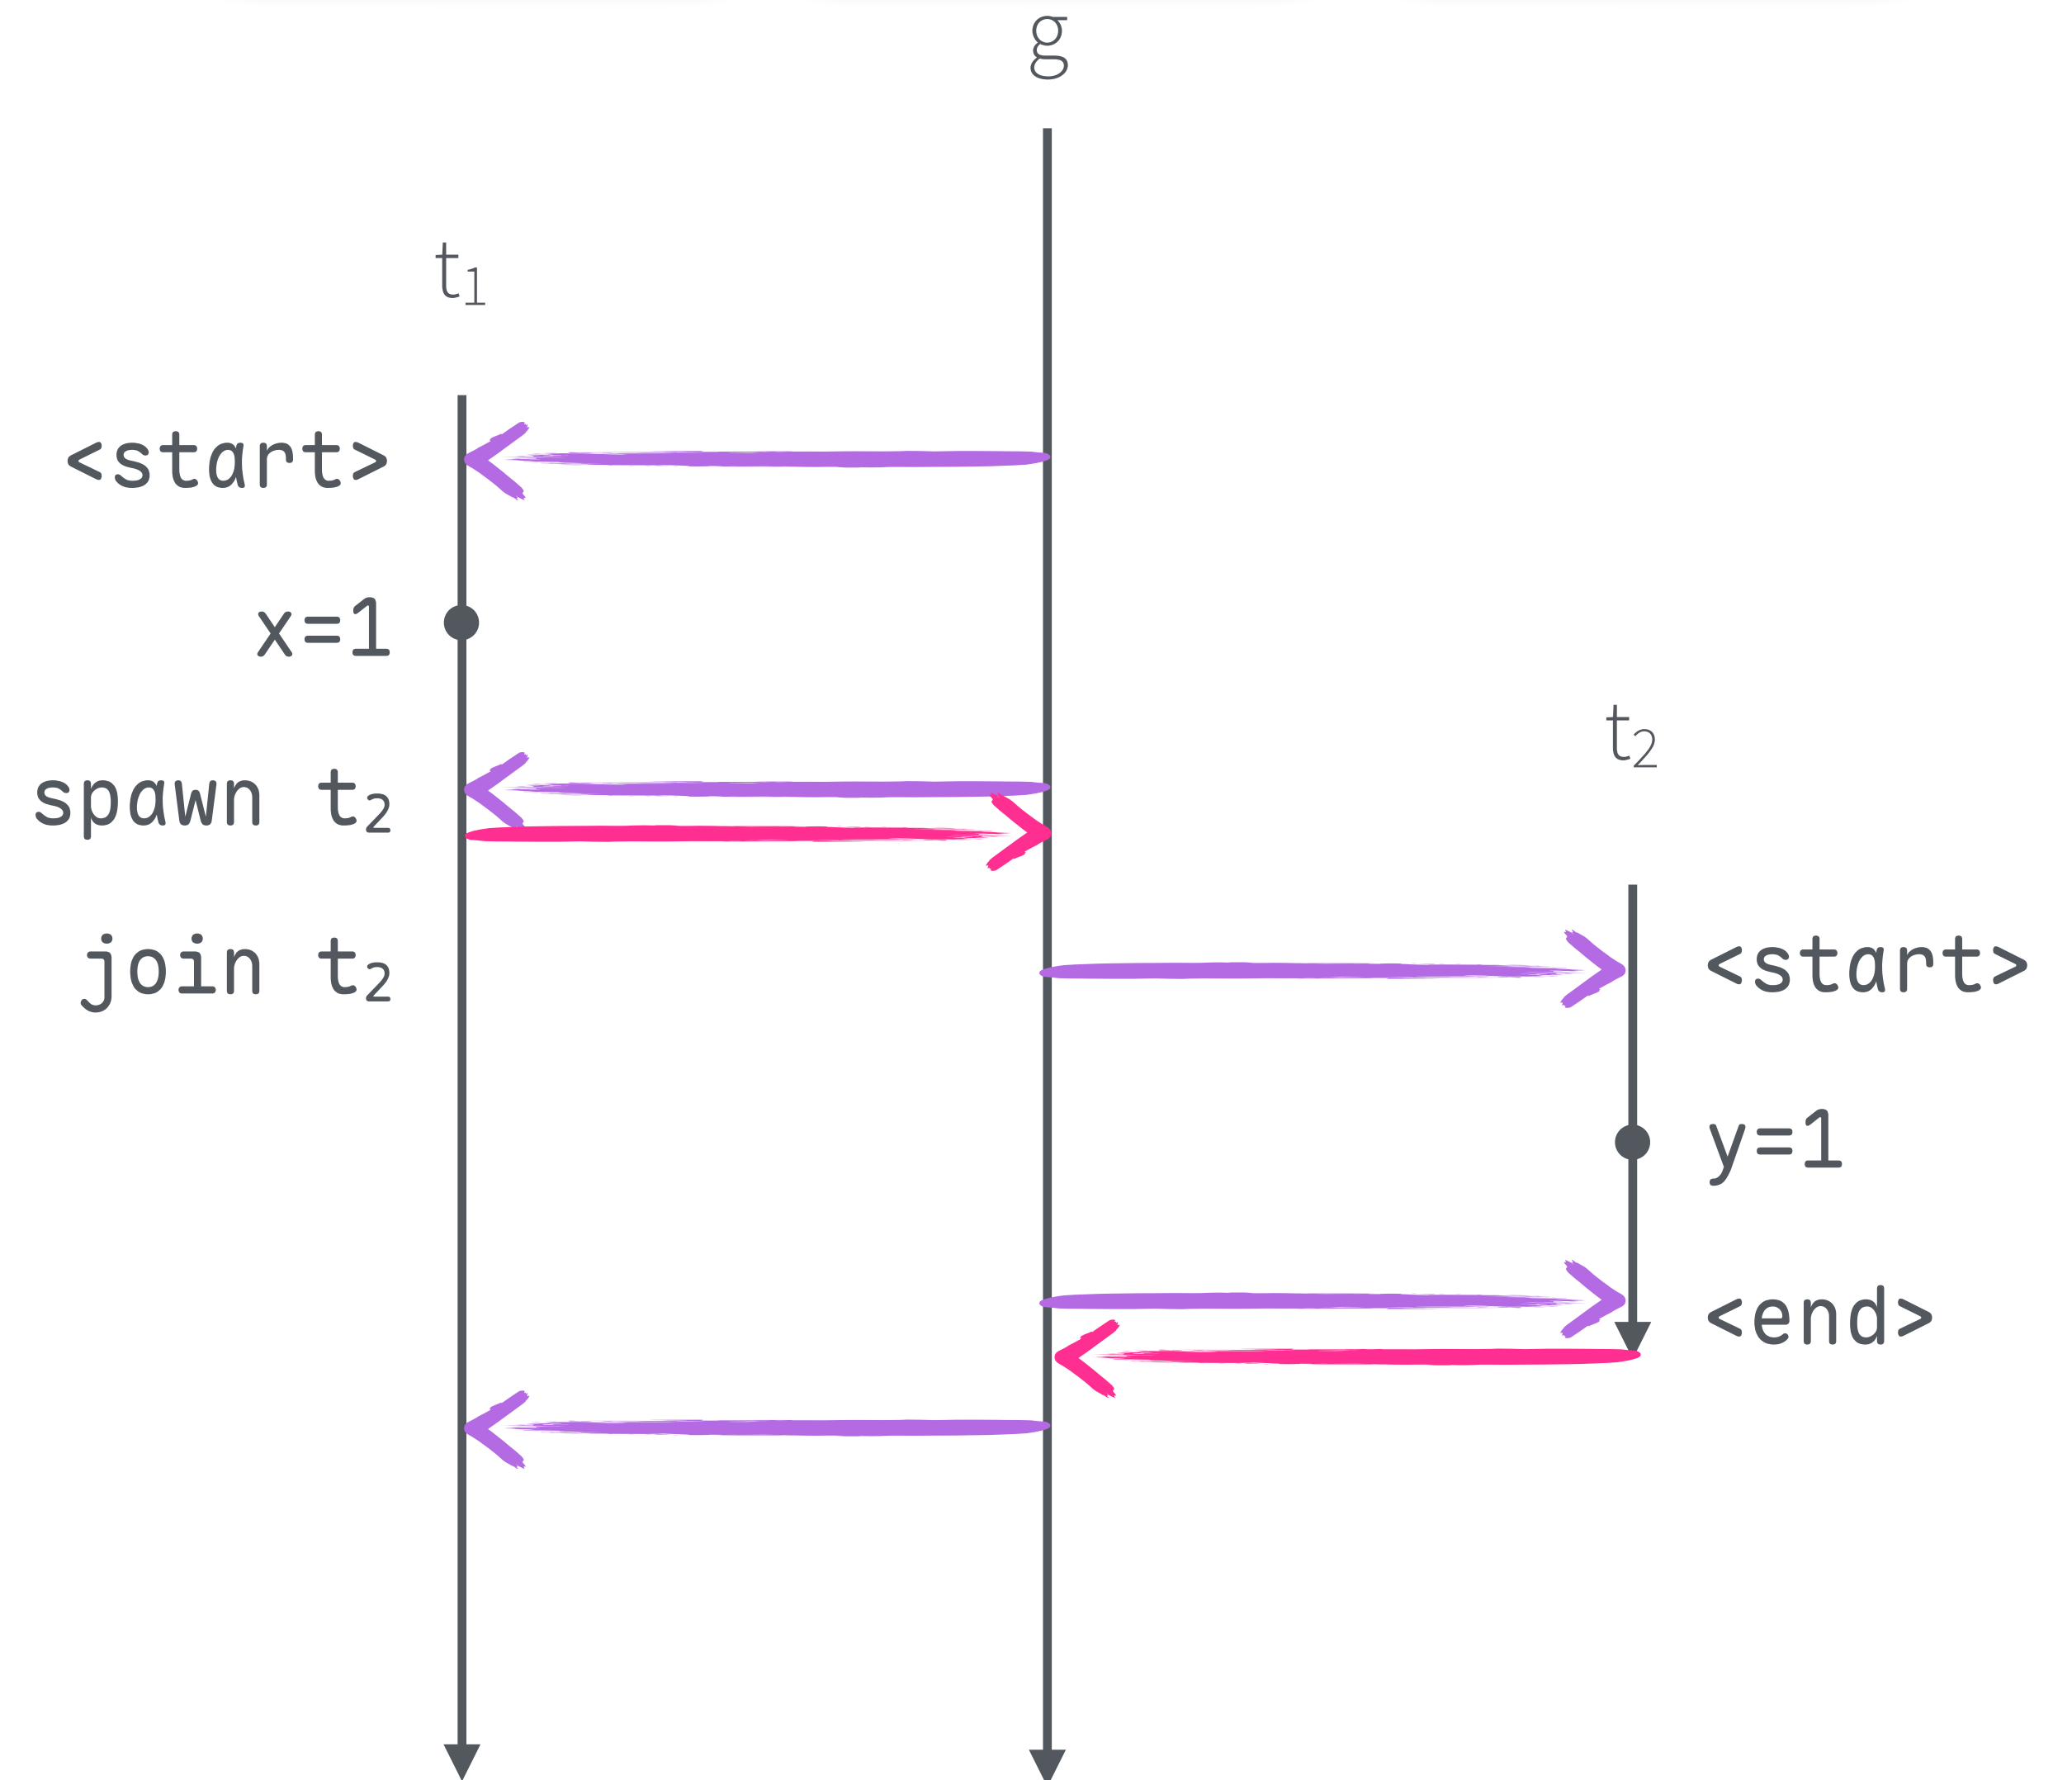 g
t₁
<start>
x=1
t₂
spawn t₂
join t₂
<start>
y=1
<end>